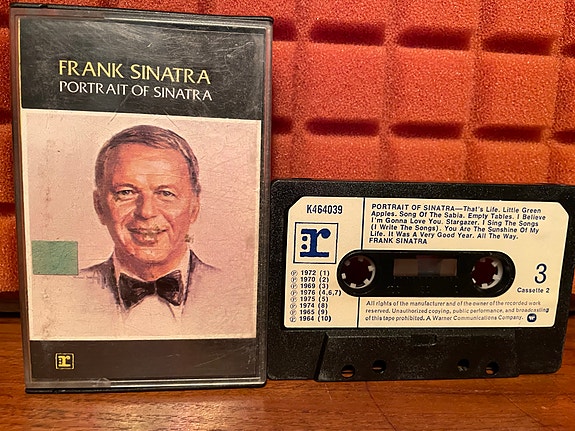 FRANK SINATRA
PORTRAIT OF SINATRA
r
K464039
r
PORTRAIT OF SINATRA—That's Life. Little Green
Apples. Song Of The Sabia. Empty Tables. I Believe
I'm Gonna Love You. Stargazer. I Sing The Songs
(I Write The Songs). You Are The Sunshine Of My
Life. It Was A Very Good Year. All The Way.
FRANK SINATRA
℗ 1972 (1)
℗ 1970 (2)
℗ 1969 (3)
℗ 1976 (4,6,7)
℗ 1975 (5)
℗ 1974 (8)
℗ 1965 (9)
℗ 1964 (10)
3
Cassette 2
All rights of the manufacturer and of the owner of the recorded work
reserved. Unauthorized copying, public performance, and broadcasting
of this tape prohibited. A Warner Communications Company.